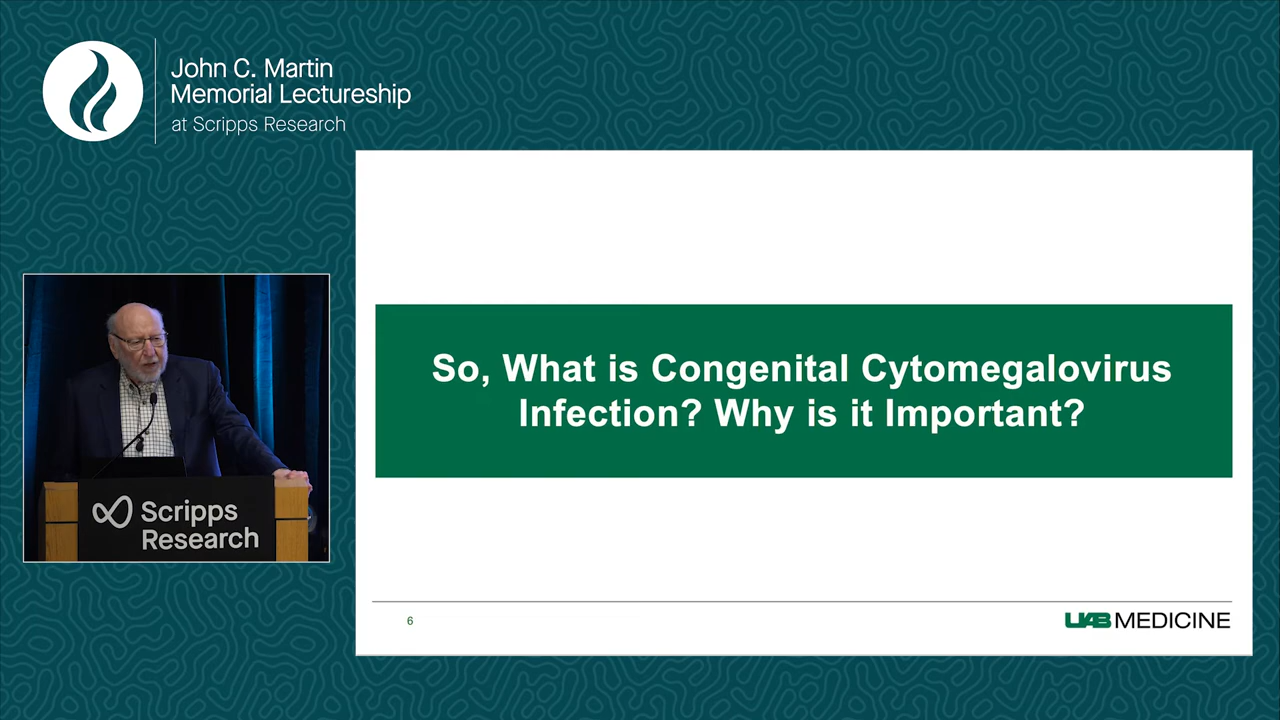 John C. Martin
Memorial Lectureship
at Scripps Research
So, What is Congenital Cytomegalovirus
Infection? Why is it Important?
Scripps
Research
6
UAB MEDICINE